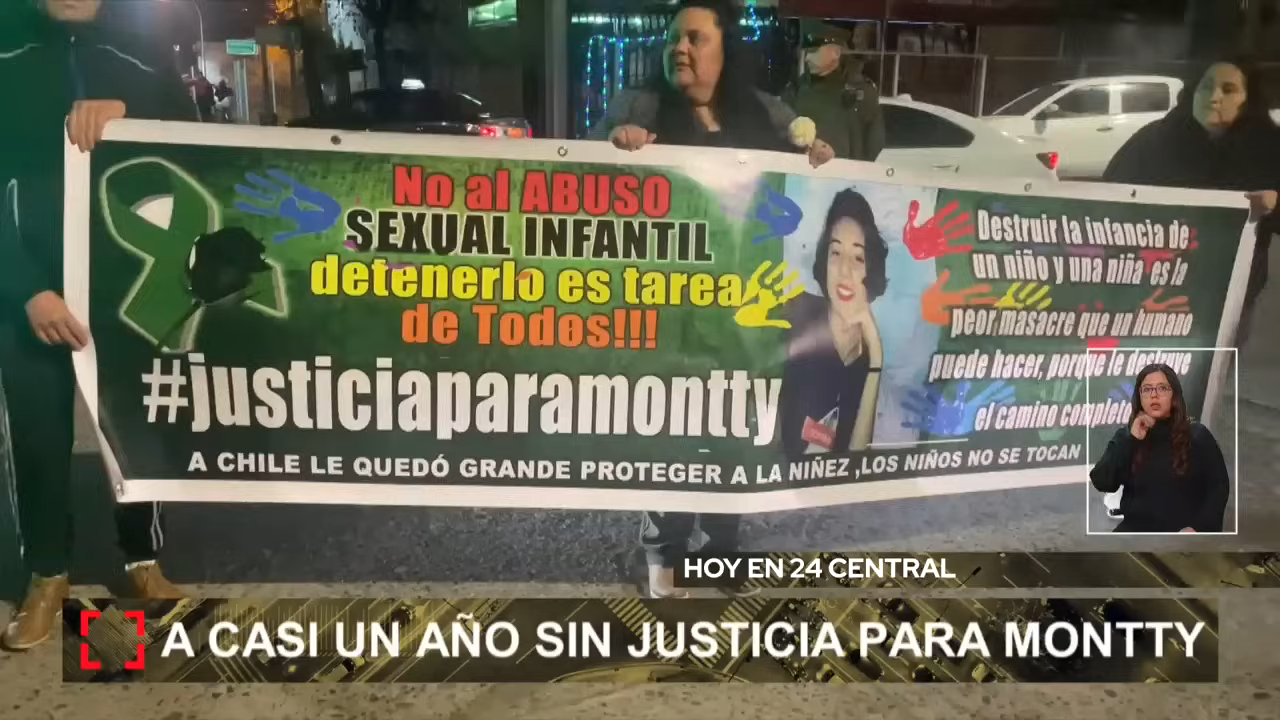 No al ABUSO
SEXUAL INFANTIL
detenerlo es tarea
de Todos!!!
#justiciaparamontty
Destruir la infancia de
un niño y una niña es la
peor masacre que un humano
puede hacer, porque le destruye
el camino completo
A CHILE LE QUEDÓ GRANDE PROTEGER A LA NIÑEZ ,LOS NIÑOS NO SE TOCAN
HOY EN 24 CENTRAL
A CASI UN AÑO SIN JUSTICIA PARA MONTTY